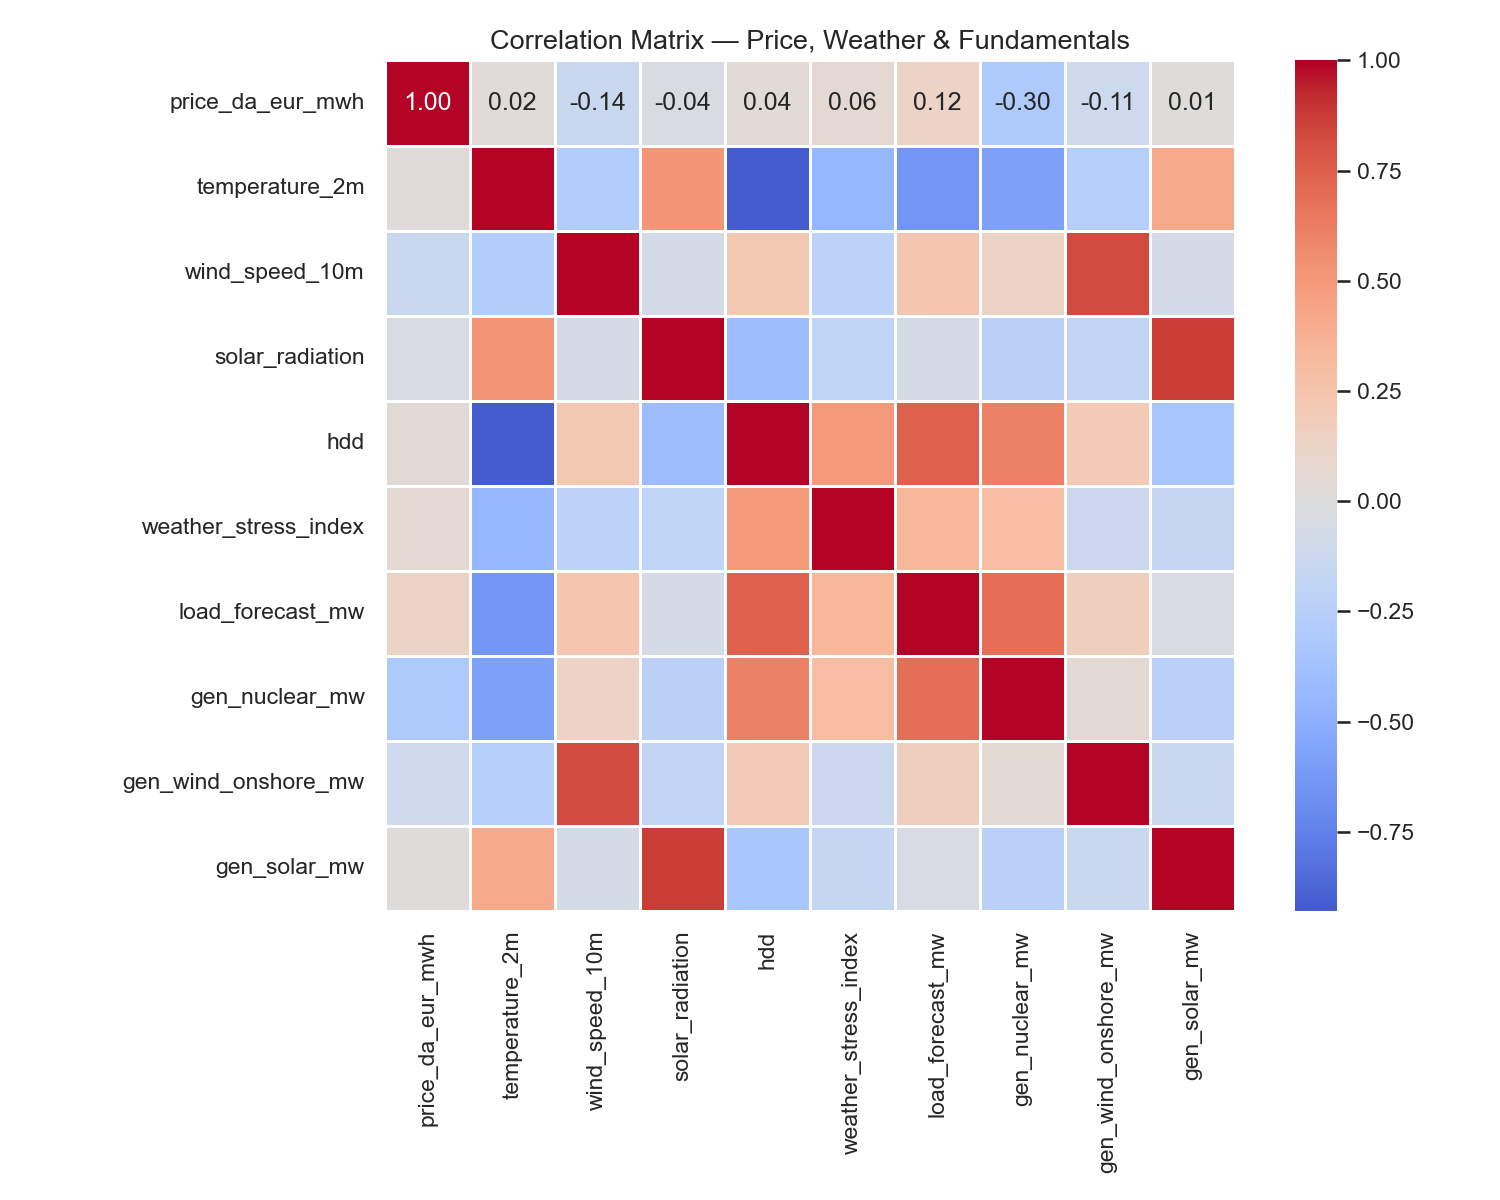 Correlation Matrix — Price, Weather & Fundamentals
price_da_eur_mwh 1.00 0.02 -0.14 -0.04 0.04 0.06 0.12 -0.30 -0.11 0.01
temperature_2m
wind_speed_10m
solar_radiation
hdd
weather_stress_index
load_forecast_mw
gen_nuclear_mw
gen_wind_onshore_mw
gen_solar_mw
price_da_eur_mwh
temperature_2m
wind_speed_10m
solar_radiation
hdd
weather_stress_index
load_forecast_mw
gen_nuclear_mw
gen_wind_onshore_mw
gen_solar_mw
1.00
0.75
0.50
0.25
0.00
−0.25
−0.50
−0.75